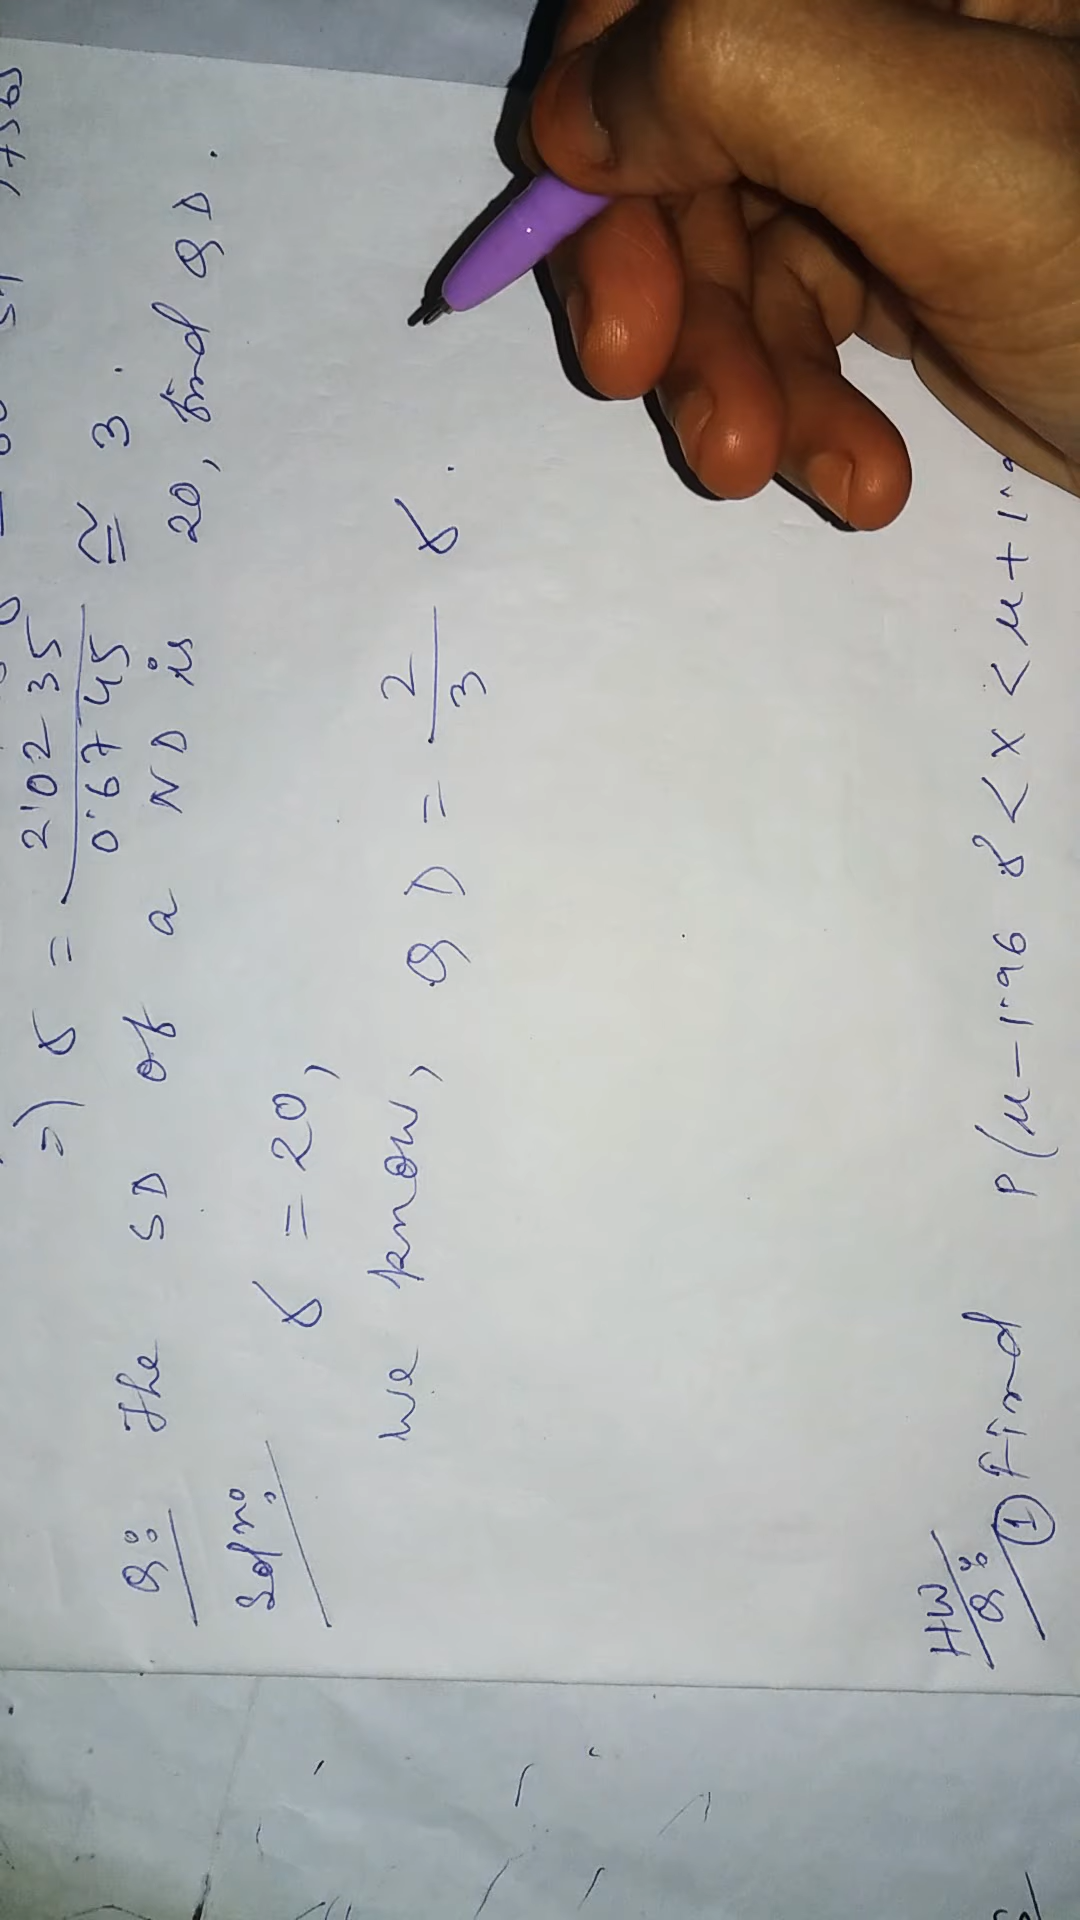 =) σ = 2.0235 / 0.6745 ≅ 3.
Q: The SD of a ND is 20, find QD.
Soln:
σ = 20,
we know, QD = 2/3 σ.
HW
Q: ① Find P(μ-1.96 σ < x < μ+1.9